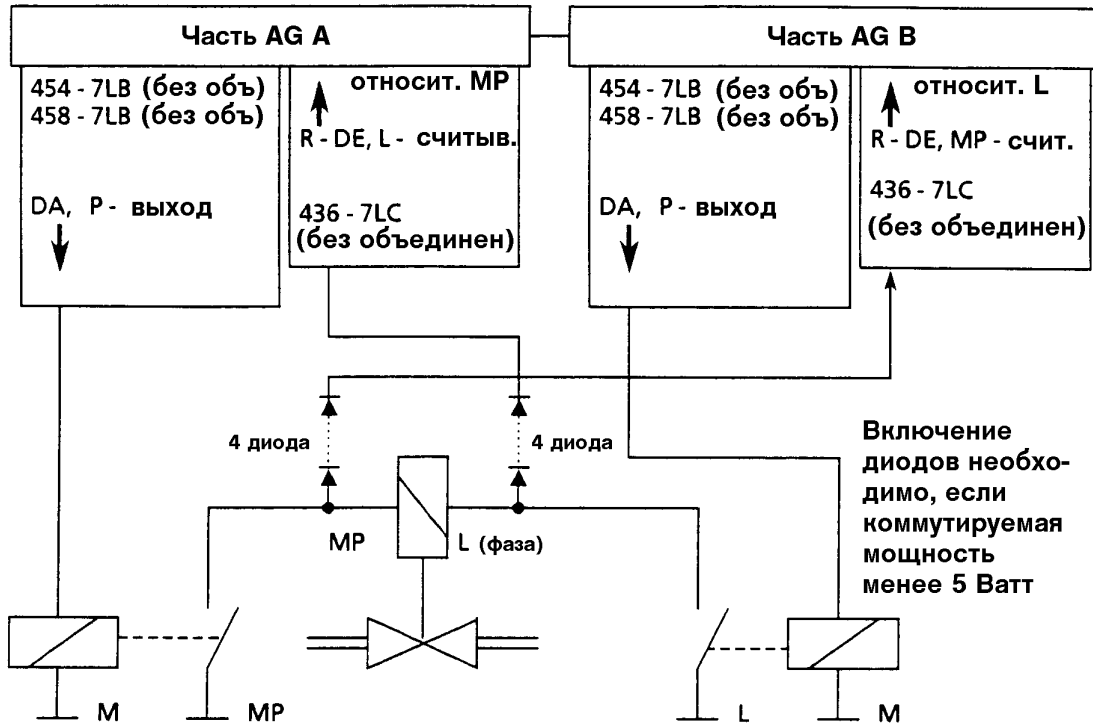 Часть AG A
Часть AG B
454 - 7LB (без объ)
458 - 7LB (без объ)
DA, P - выход
относит. MP
R - DE, L - считыв.
436 - 7LC
(без объединен)
454 - 7LB (без объ)
458 - 7LB (без объ)
DA, P - выход
относит. L
R - DE, MP - счит.
436 - 7LC
(без объединен)
4 диода
4 диода
Включение
диодов необхо-
димо, если
коммутируемая
мощность
менее 5 Ватт
MP
L (фаза)
M
MP
L
M